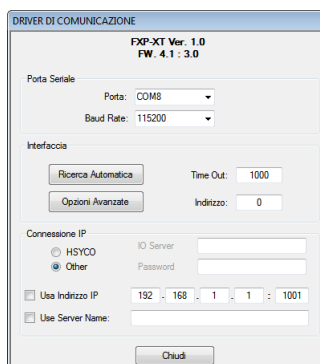 DRIVER DI COMUNICAZIONE
FXP-XT Ver. 1.0
FW. 4.1 : 3.0
Porta Seriale
Porta: COM8
Baud Rate: 115200
Interfaccia
Ricerca Automatica Time Out: 1000
Opzioni Avanzate Indirizzo: 0
Connessione IP
HSYCO IO Server
Other Password
Usa Indirizzo IP 192 . 168 . 1 . 1 : 1001
Use Server Name:
Chiudi